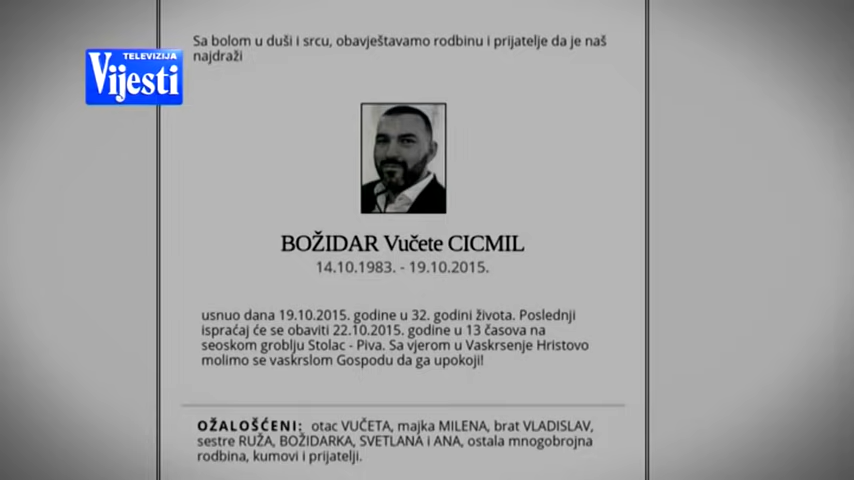 TELEVIZIJA
Vijesti
Sa bolom u duši i srcu, obavještavamo rodbinu i prijatelje da je naš
najdraži
BOŽIDAR Vučete CICMIL
14.10.1983. - 19.10.2015.
usnuo dana 19.10.2015. godine u 32. godini života. Poslednji
ispraćaj će se obaviti 22.10.2015. godine u 13 časova na
seoskom groblju Stolac - Piva. Sa vjerom u Vaskrsenje Hristovo
molimo se vaskrslom Gospodu da ga upokoji!
OŽALOŠĆENI: otac VUČETA, majka MILENA, brat VLADISLAV,
sestre RUŽA, BOŽIDARKA, SVETLANA i ANA, ostala mnogobrojna
rodbina, kumovi i prijatelji.